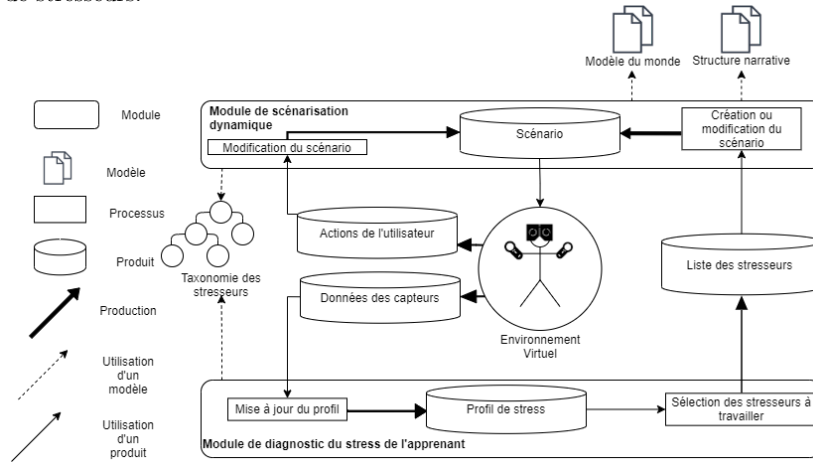 de stresseurs.
Modèle du monde
Structure narrative
Module
Modèle
Processus
Produit
Production
Utilisation
d'un
modèle
Utilisation
d'un
produit
Module de scénarisation
dynamique
Modification du scénario
Scénario
Création ou
modification du
scénario
Taxonomie des
stresseurs
Actions de l'utilisateur
Données des capteurs
Environnement
Virtuel
Liste des stresseurs
Mise à jour du profil
Profil de stress
Sélection des stresseurs à
travailler
Module de diagnostic du stress de l'apprenant